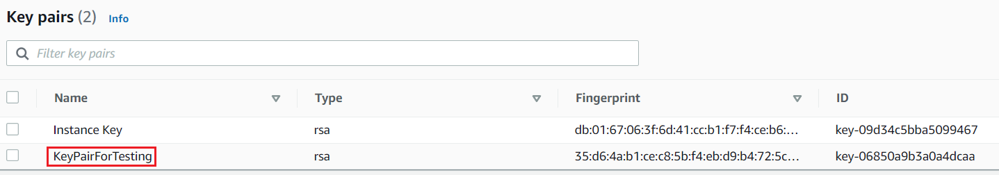 Key pairs (2) Info
Filter key pairs
Name Type Fingerprint ID
Instance Key rsa db:01:67:06:3f:6d:41:cc:b1:f7:f4:ce:b6:... key-09d34c5bba5099467
KeyPairForTesting rsa 35:d6:4a:b1:ce:c8:5b:f4:eb:d9:b4:72:5c... key-06850a9b3a0a4dcaa